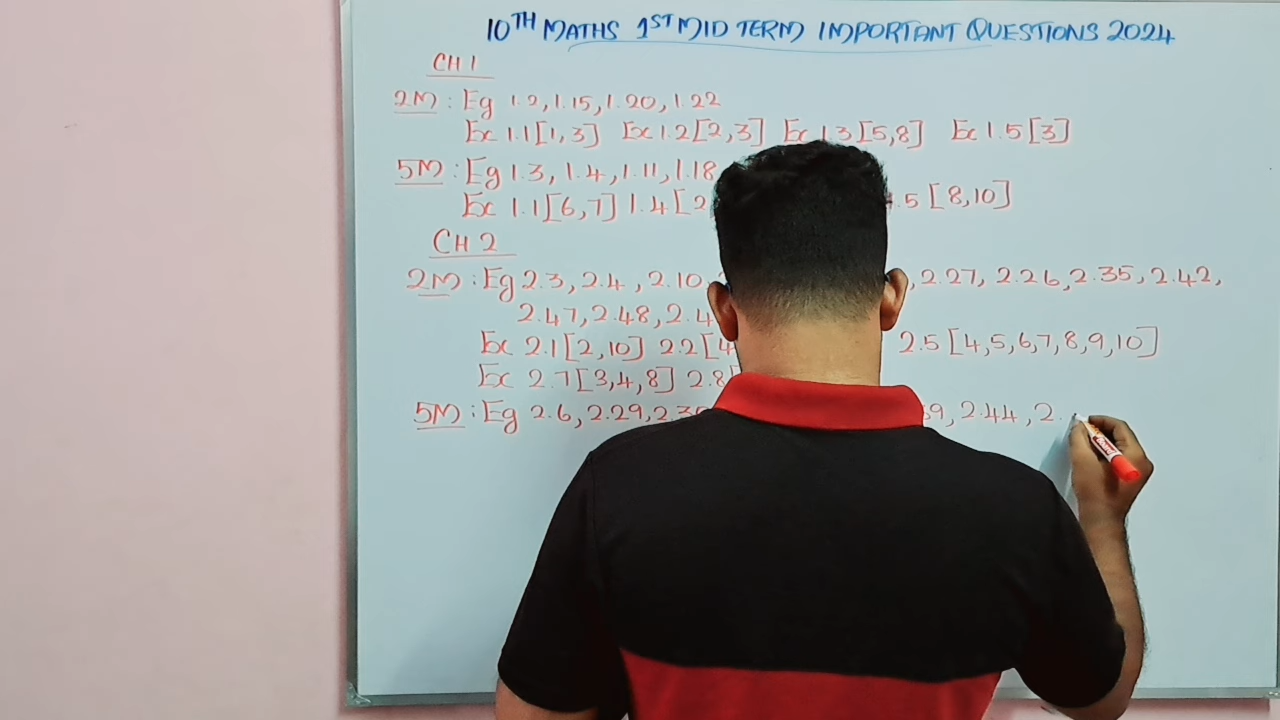 10TH MATHS 1ST MID TERM IMPORTANT QUESTIONS 2024
CH 1
2M : Eg 1.2, 1.15, 1.20, 1.22
Ex 1.1 [1, 3] Ex 1.2 [2, 3] Ex 1.3 [5, 8] Ex 1.5 [3]
5M : Eg 1.3, 1.4, 1.11, 1.18
Ex 1.1 [6, 7] 1.4 [2 .5 [8, 10]
CH 2
2M : Eg 2.3, 2.4, 2.10 , 2.27, 2.26, 2.35, 2.42,
2.47, 2.48, 2.4
Ex 2.1 [2, 10] 2.2 [4 2.5 [4, 5, 6, 7, 8, 9, 10]
Ex 2.7 [3, 4, 8] 2.8 [
5M : Eg 2.6, 2.29, 2.3 9, 2.44, 2.